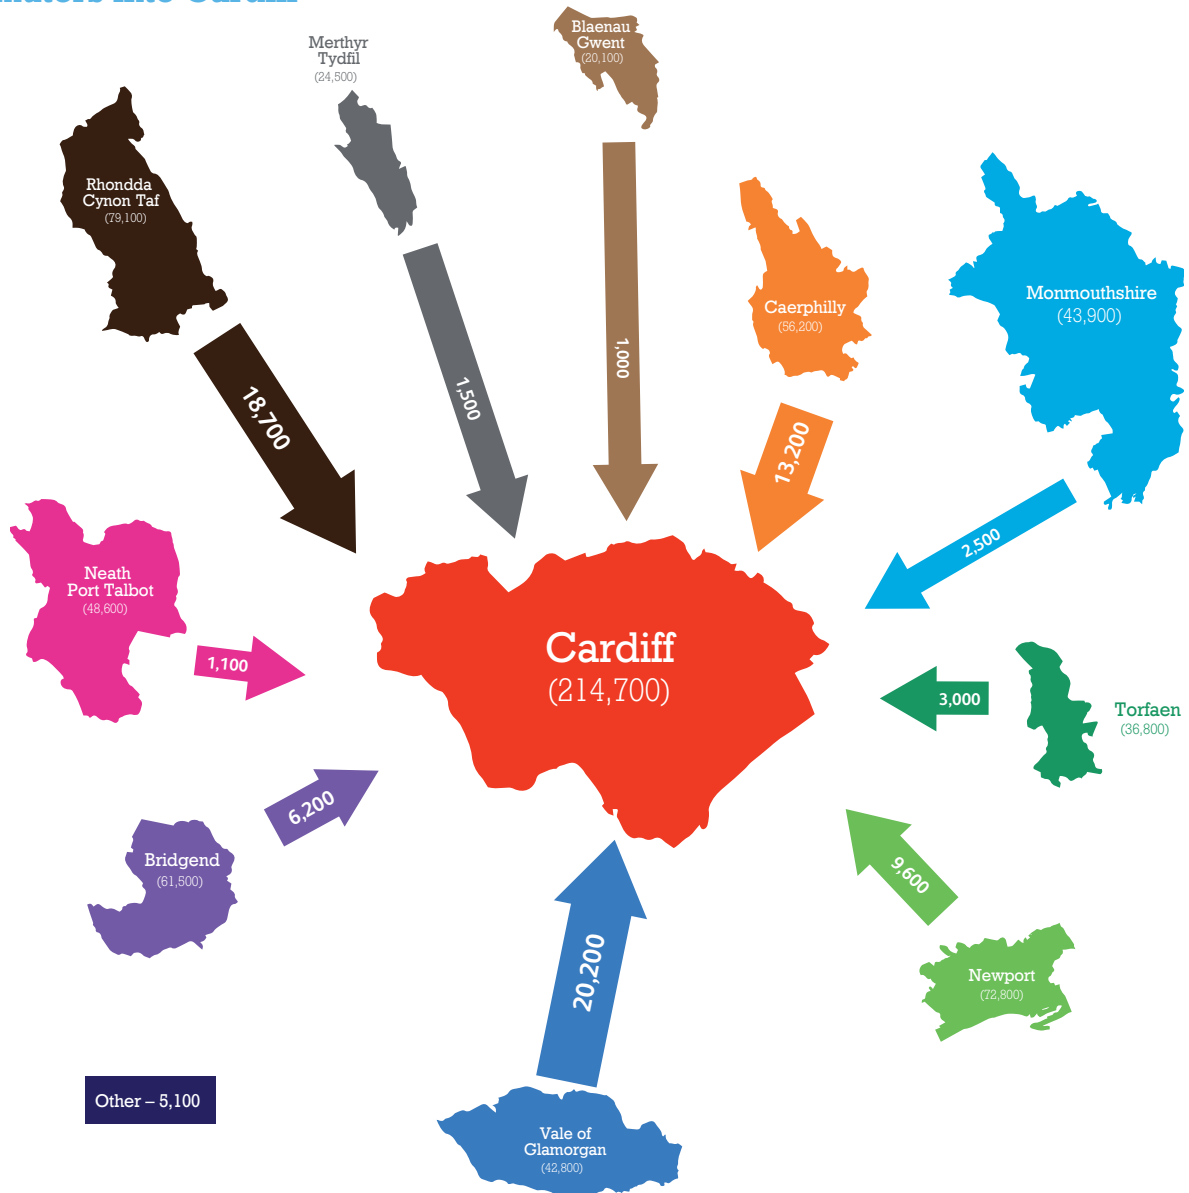 into Cardiff
Blaenau
Gwent
(20,100)
Merthyr
Tydfil
(24,500)
Rhondda
Cynon Taf
(79,100)
Caerphilly
(56,200)
Monmouthshire
(43,900)
1,000
1,500
18,700
13,200
2,500
Neath
Port Talbot
(48,600)
1,100
Cardiff
(214,700)
3,000
Torfaen
(36,800)
6,200
Bridgend
(61,500)
9,600
20,200
Newport
(72,800)
Other – 5,100
Vale of
Glamorgan
(42,800)